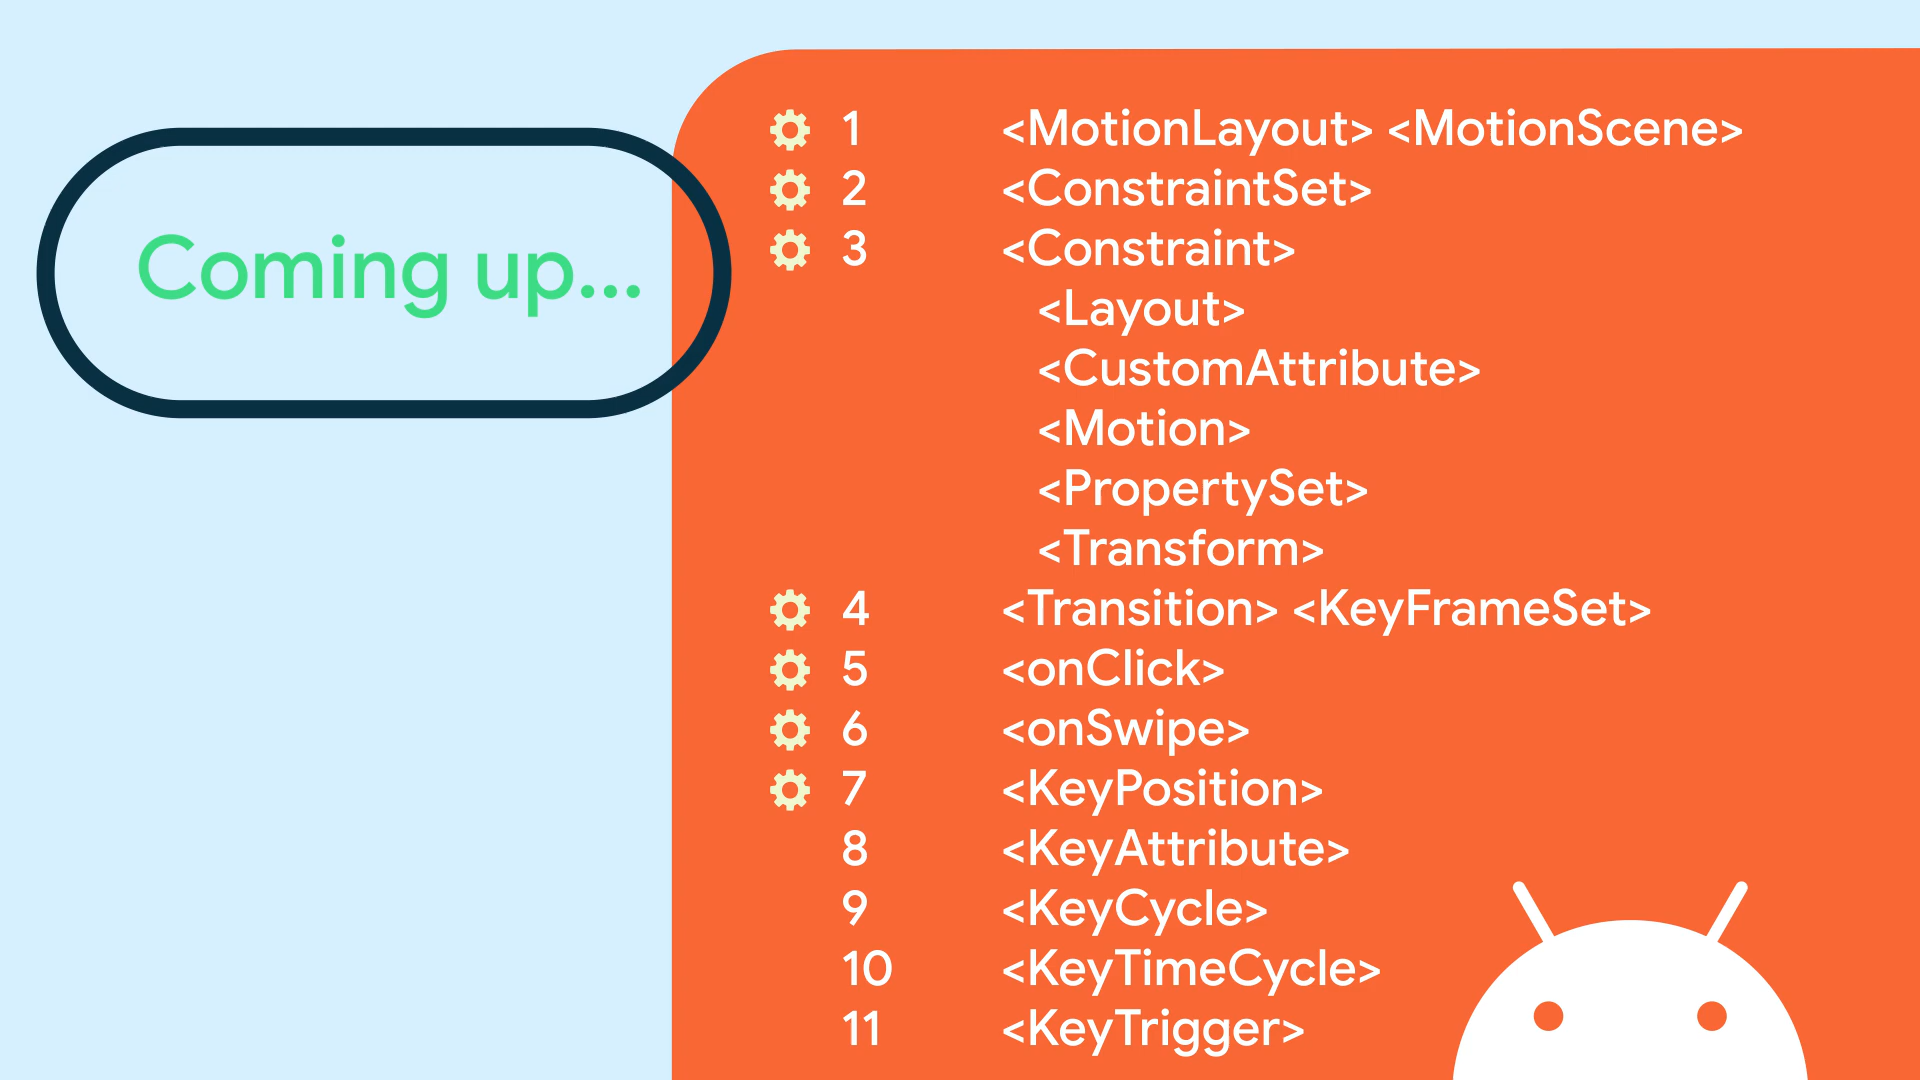 Coming up...
1 <MotionLayout> <MotionScene>
2 <ConstraintSet>
3 <Constraint>
<Layout>
<CustomAttribute>
<Motion>
<PropertySet>
<Transform>
4 <Transition> <KeyFrameSet>
5 <onClick>
6 <onSwipe>
7 <KeyPosition>
8 <KeyAttribute>
9 <KeyCycle>
10 <KeyTimeCycle>
11 <KeyTrigger>